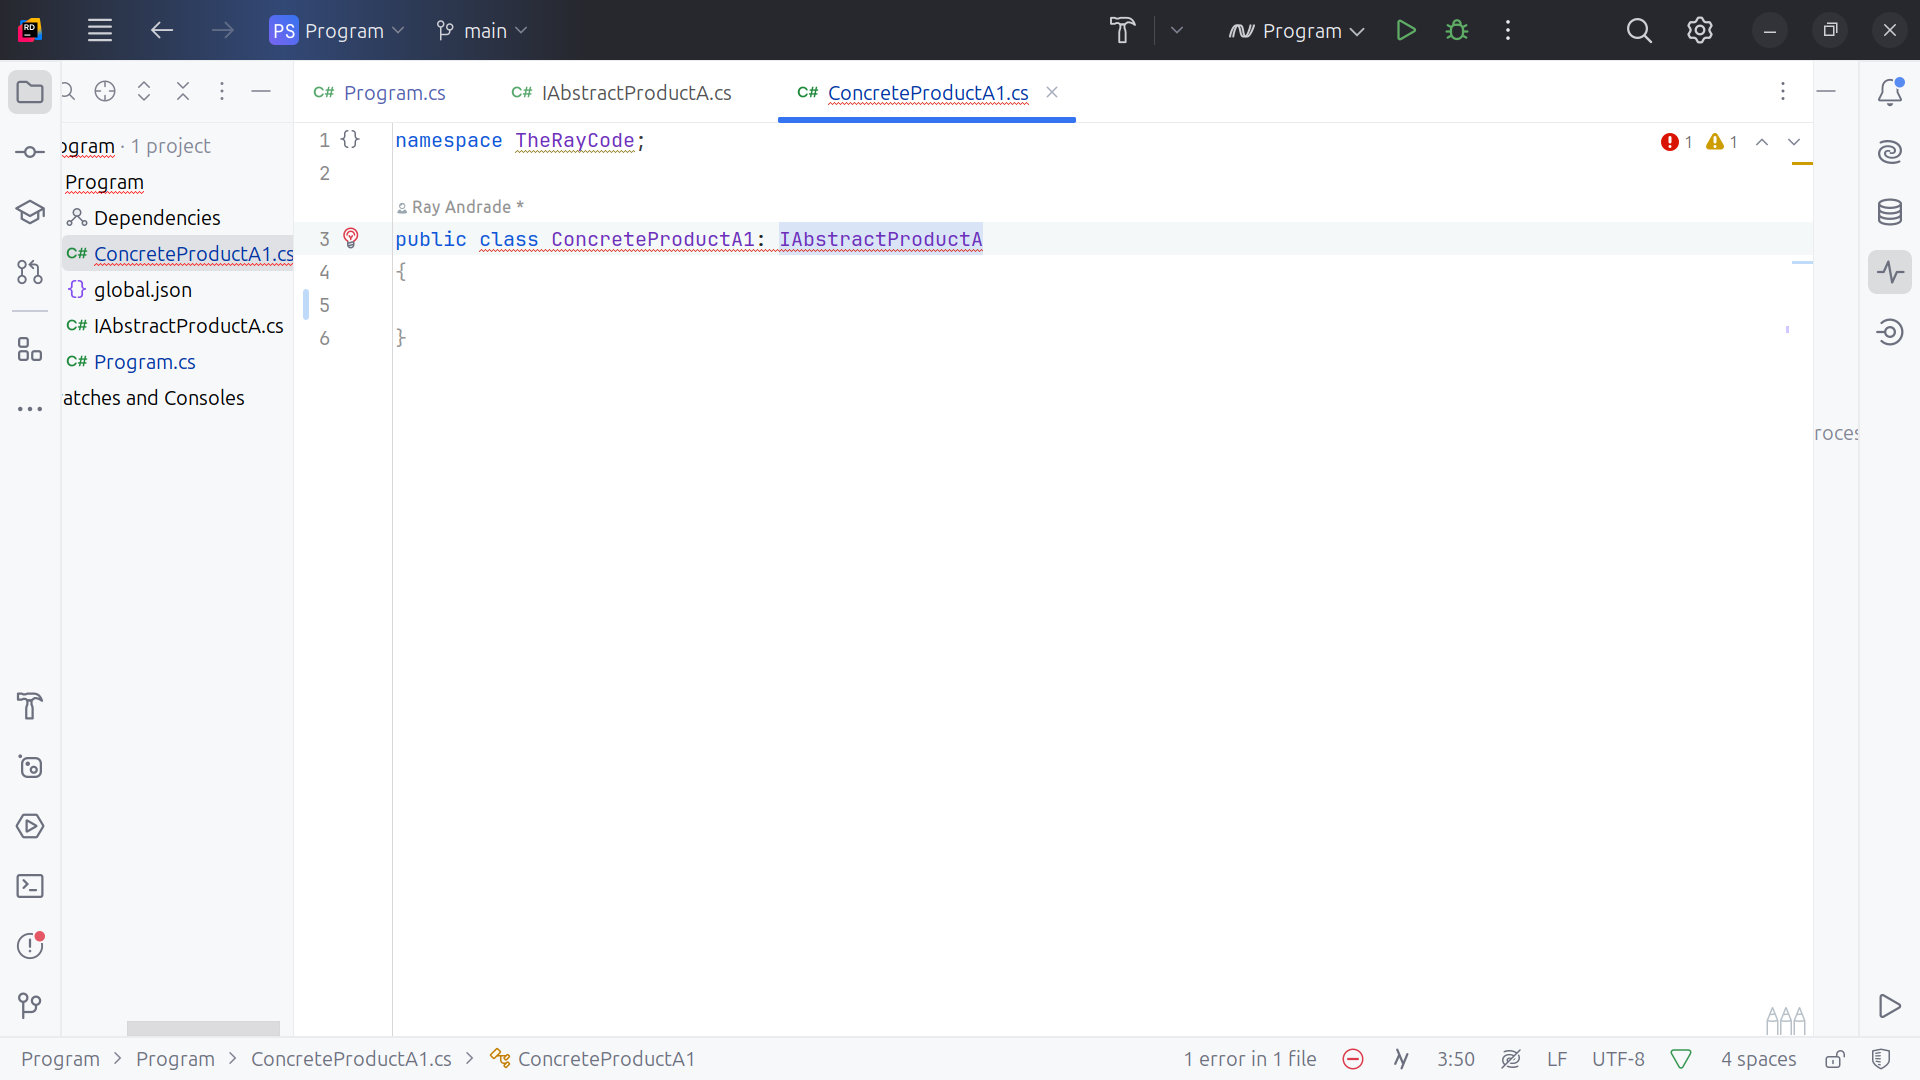 RD
PS Program
main
Program
Program.cs
IAbstractProductA.cs
ConcreteProductA1.cs
ogram · 1 project
Program
Dependencies
ConcreteProductA1.cs
global.json
IAbstractProductA.cs
Program.cs
atches and Consoles
1 {} namespace TheRayCode;
2
Ray Andrade *
3 public class ConcreteProductA1: IAbstractProductA
4 {
5
6 }
1 1
roces
Program > Program > ConcreteProductA1.cs > ConcreteProductA1
1 error in 1 file 3:50 LF UTF-8 4 spaces